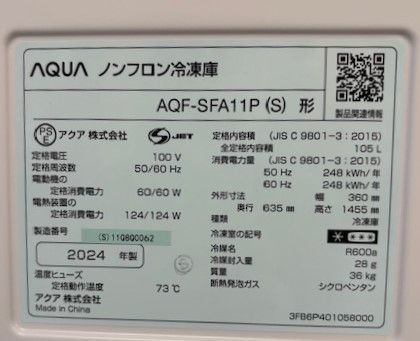 AQUA ノンフロン冷凍庫
AQF-SFA11P (S) 形
製品関連情報
PS E アクア 株式会社 S-JET
定格電圧 100 V
定格周波数 50/60 Hz
電動機の
定格消費電力 60/60 W
電熱装置の
定格消費電力 124/124 W
製造番号 (S)11Q8Q0062
2024 年製
温度ヒューズ
定格動作温度 73 ℃
アクア 株式会社
Made in China
定格内容積 (JIS C 9801-3 : 2015)
全定格内容積 105 L
消費電力量 (JIS C 9801-3 : 2015)
50 Hz 248 kWh/年
60 Hz 248 kWh/年
外形寸法 幅 360 ㎜
奥行 635 ㎜ 高さ 1455 ㎜
種類 冷凍庫
冷凍室の記号
冷媒 R600a
冷媒封入量 28 g
質量 36 kg
断熱発泡ガス シクロペンタン
3FB6P401058000